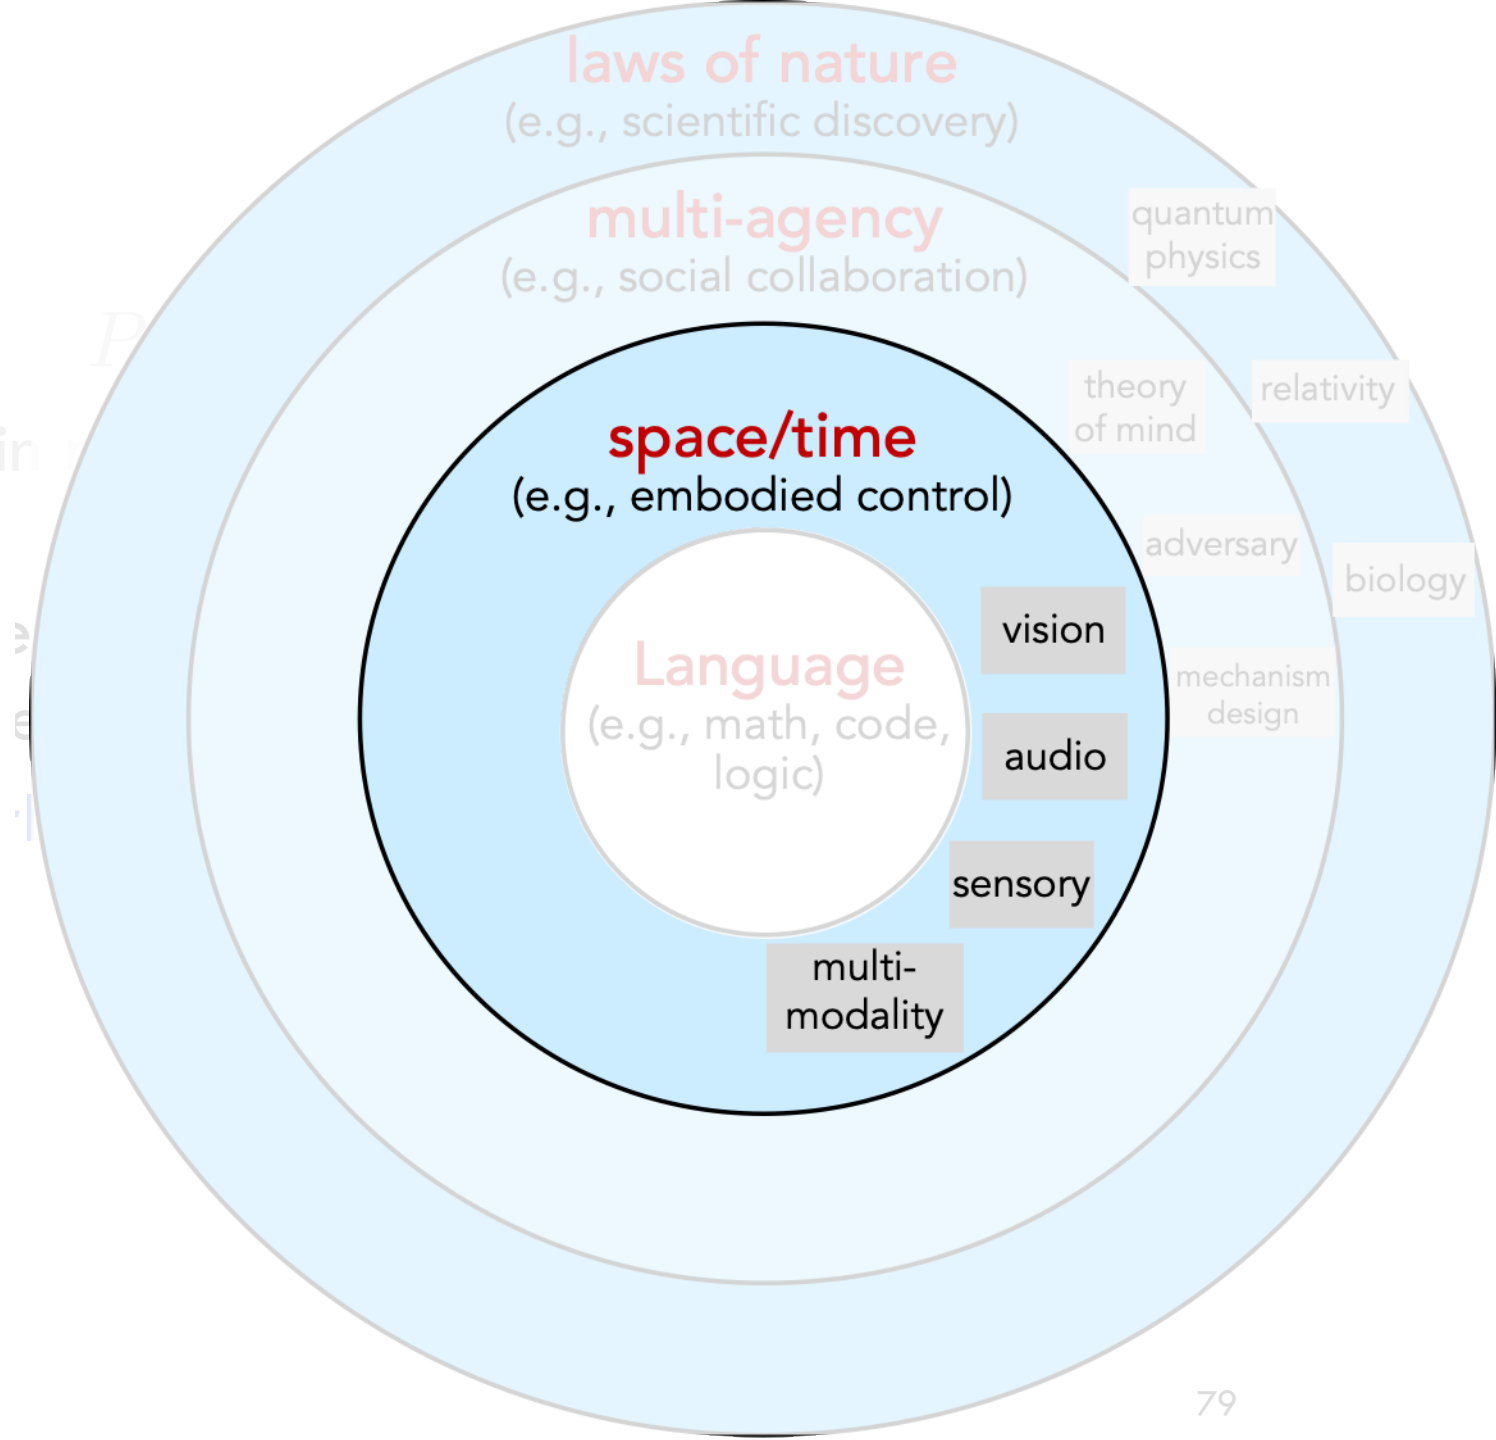 laws of nature
(e.g., scientific discovery)
multi-agency
(e.g., social collaboration)
quantum
physics
P
in
theory
of mind
relativity
space/time
(e.g., embodied control)
adversary
biology
vision
Language
(e.g., math, code,
logic)
mechanism
design
audio
sensory
multi-
modality
79